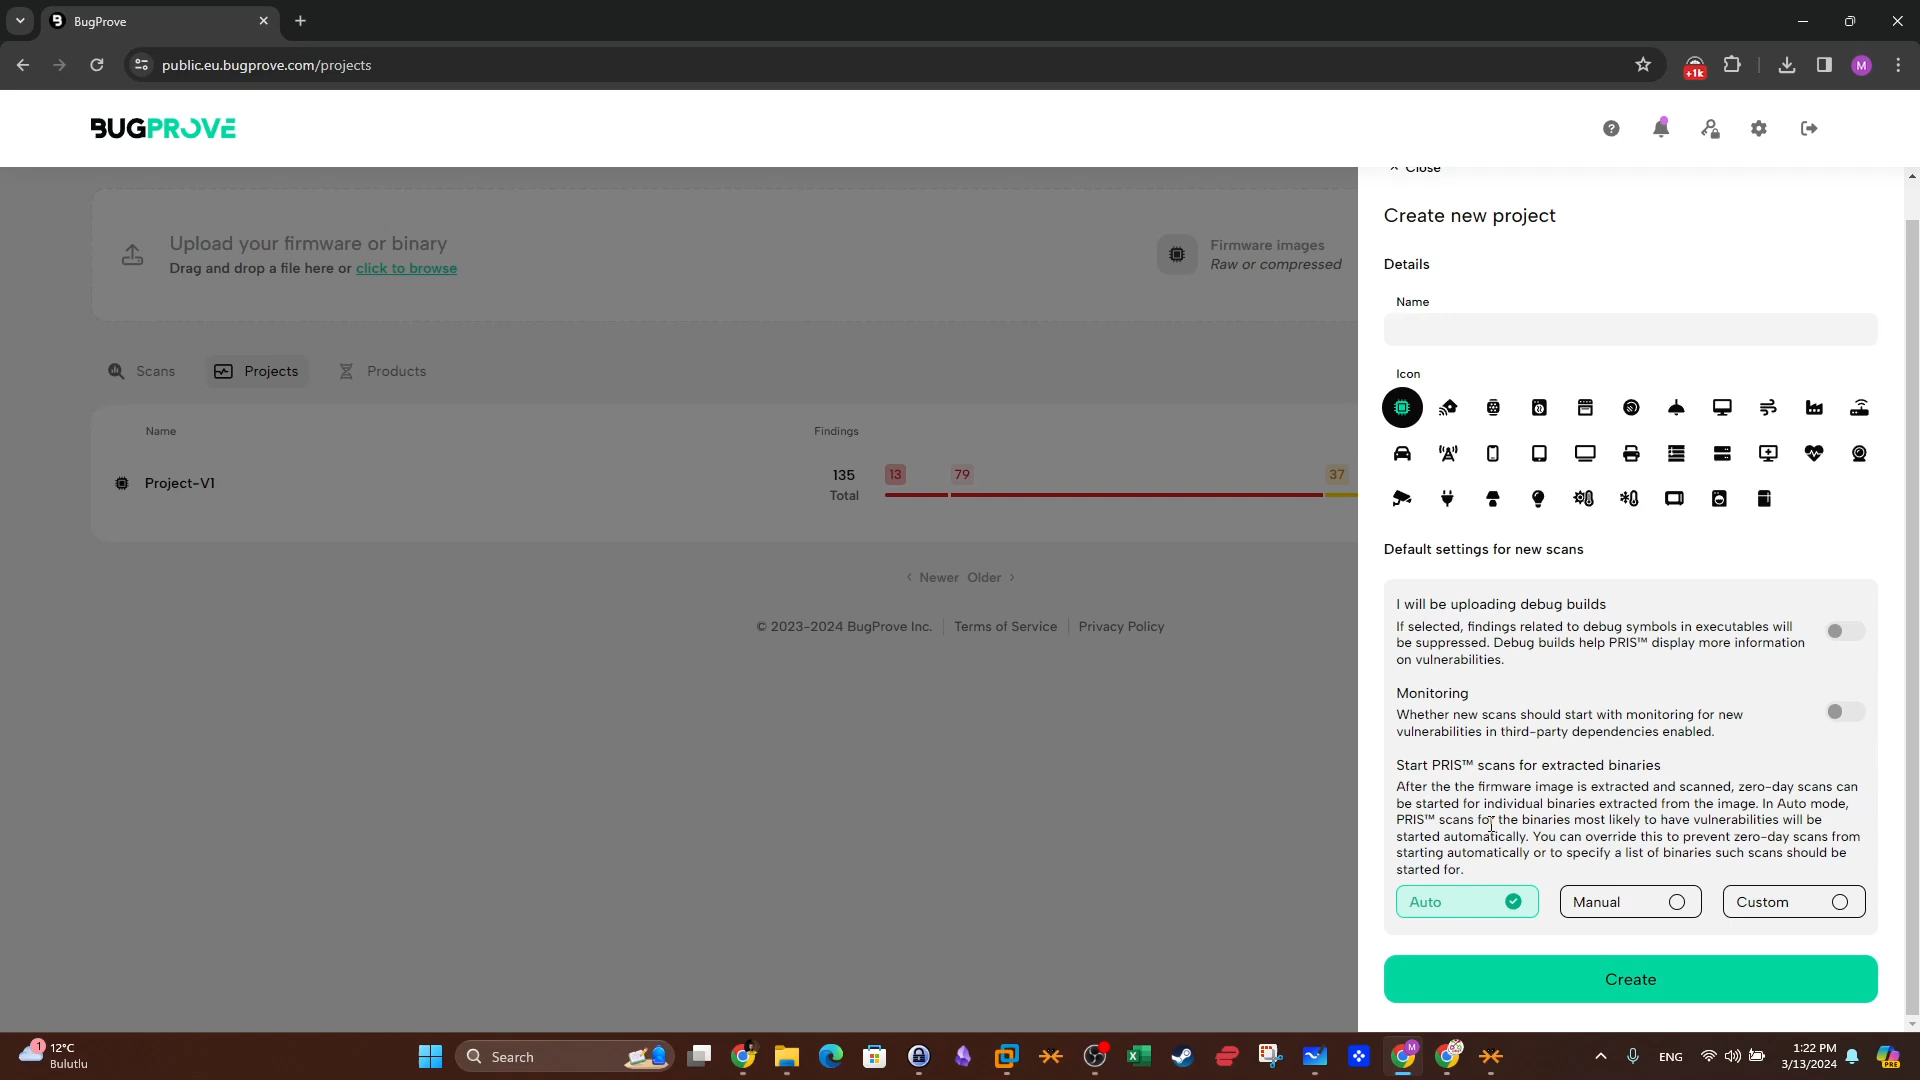 BugProve
public.eu.bugprove.com/projects
+1k
M
BUGPROVE
Close
Create new project
Upload your firmware or binary
Drag and drop a file here or click to browse
Firmware images
Raw or compressed
Details
Name
Icon
Scans
Projects
Products
Name
Findings
Project-V1
135
Total
13
79
37
Newer Older
© 2023-2024 BugProve Inc.
Terms of Service
Privacy Policy
Default settings for new scans
I will be uploading debug builds
If selected, findings related to debug symbols in executables will
be suppressed. Debug builds help PRIS™ display more information
on vulnerabilities.
Monitoring
Whether new scans should start with monitoring for new
vulnerabilities in third-party dependencies enabled.
Start PRIS™ scans for extracted binaries
After the the firmware image is extracted and scanned, zero-day scans can
be started for individual binaries extracted from the image. In Auto mode,
PRIS™ scans for the binaries most likely to have vulnerabilities will be
started automatically. You can override this to prevent zero-day scans from
starting automatically or to specify a list of binaries such scans should be
started for.
Auto
Manual
Custom
Create
1
12°C
Bulutlu
Search
M
ENG
1:22 PM
3/13/2024
PRE